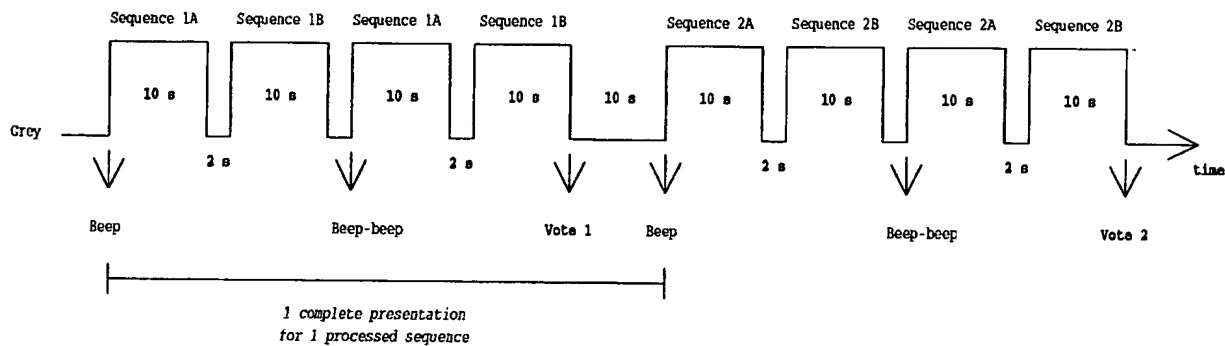 Sequence 1A Sequence 1B Sequence 1A Sequence 1B Sequence 2A Sequence 2B Sequence 2A Sequence 2B
10 s 10 s 10 s 10 s 10 s 10 s 10 s 10 s 10 s
Grey
2 s 2 s 2 s 2 s time
Beep Beep-beep Vote 1 Beep Beep-beep Vote 2
1 complete presentation
for 1 processed sequence